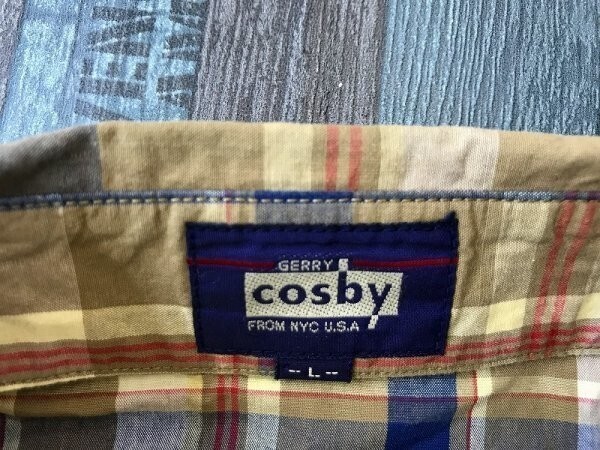 GERRY
cosby
FROM NYC U.S.A
-- L --